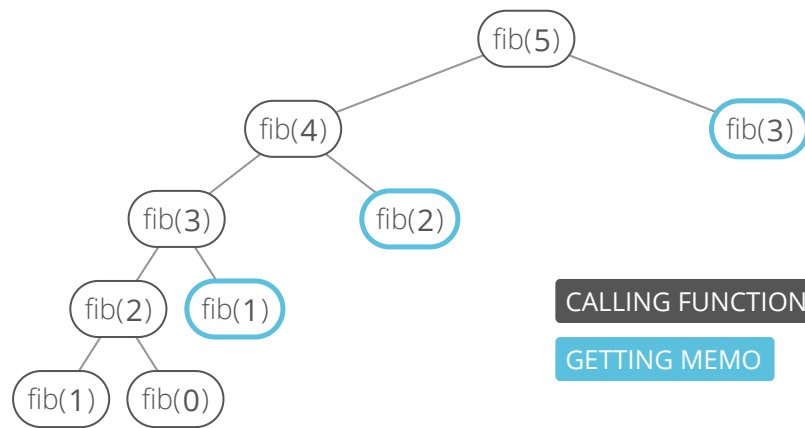 fib(5)
fib(4)
fib(3)
fib(3)
fib(2)
fib(2)
fib(1)
CALLING FUNCTION
GETTING MEMO
fib(1)
fib(0)